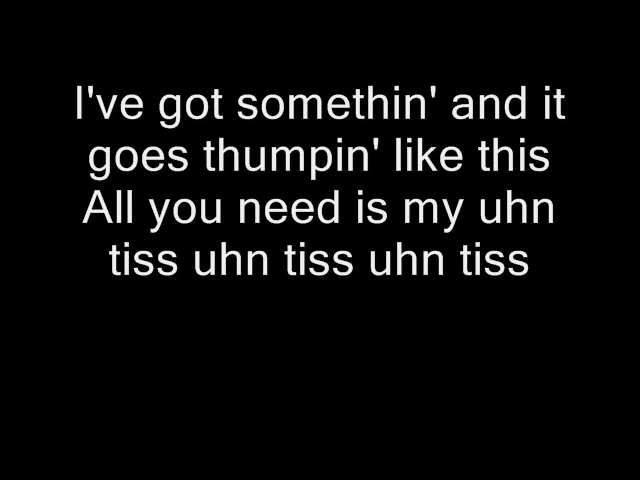 I've got somethin' and it
goes thumpin' like this
All you need is my uhn
tiss uhn tiss uhn tiss